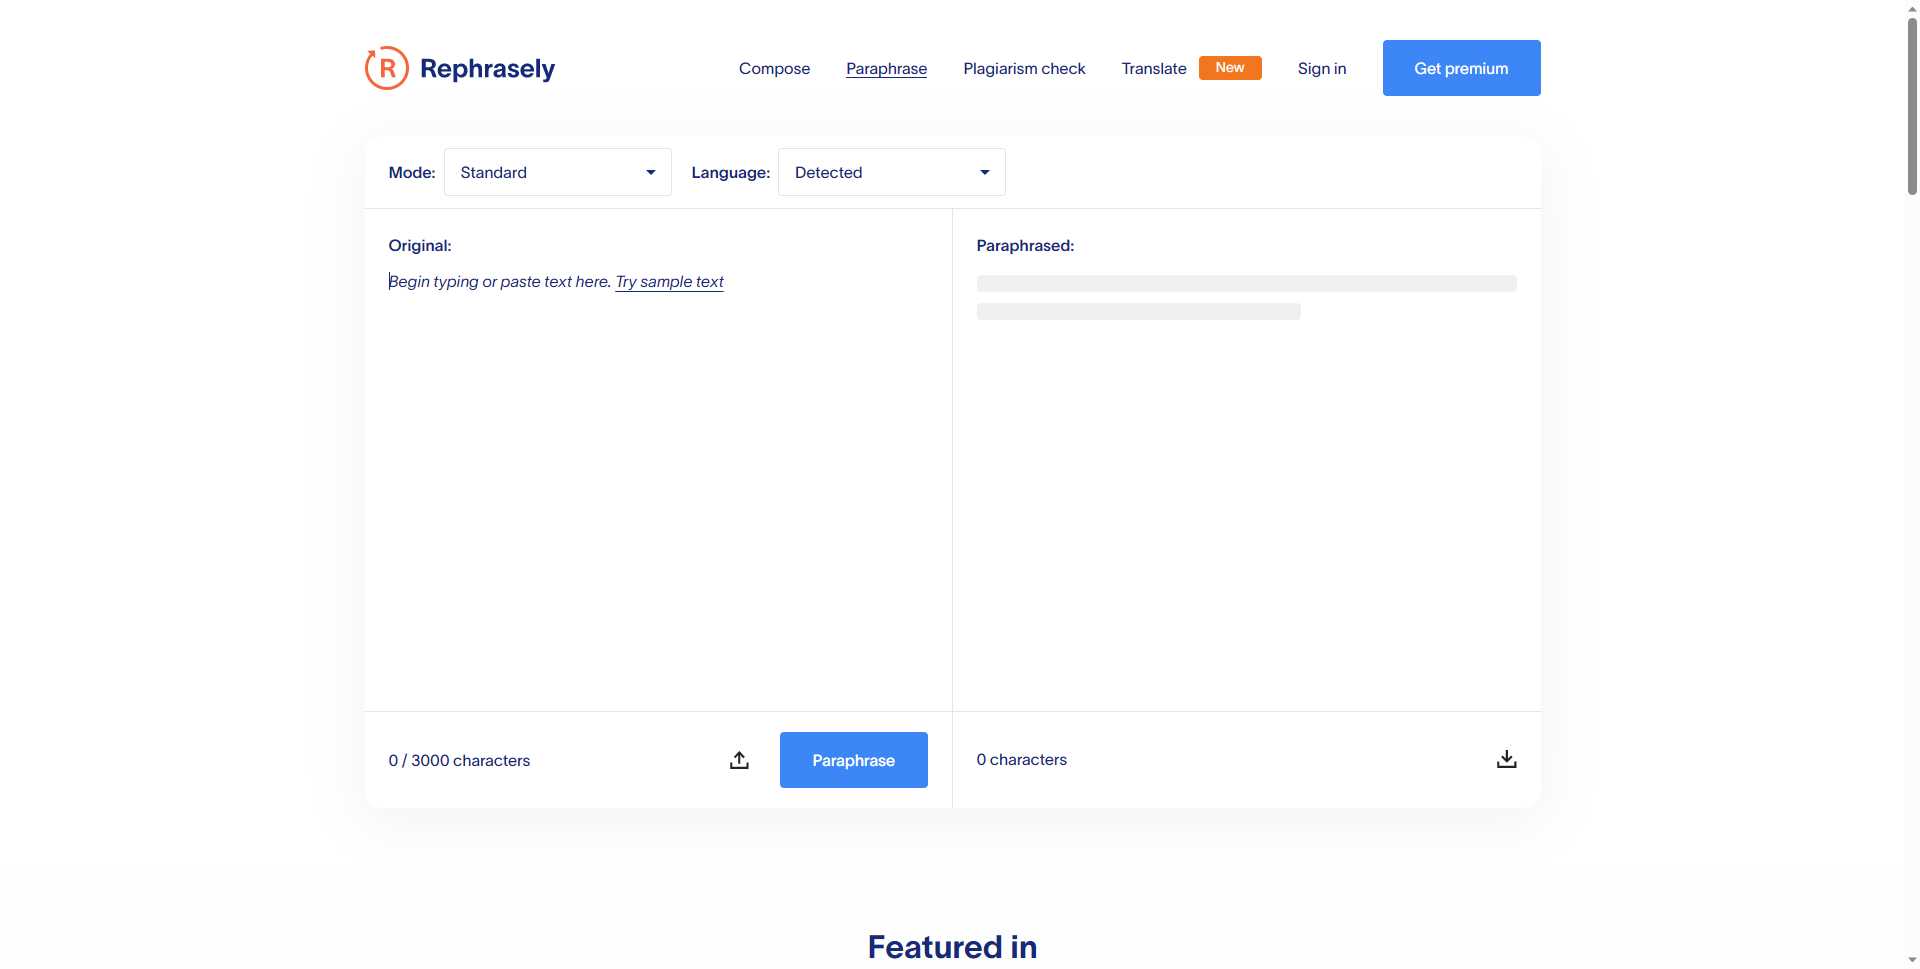 R Rephrasely
Compose Paraphrase Plagiarism check Translate New Sign in Get premium
Mode: Standard Language: Detected
Original:
Begin typing or paste text here. Try sample text
Paraphrased:
0 / 3000 characters
Paraphrase
0 characters
Featured in